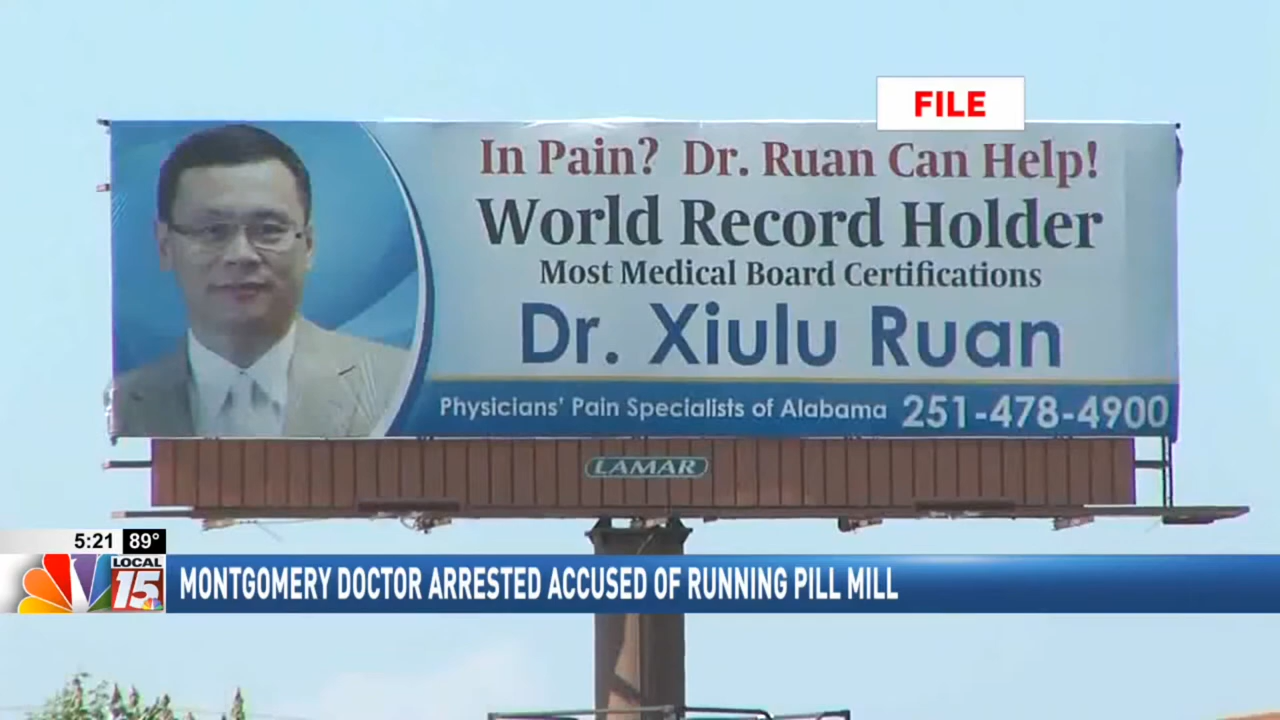 FILE
In Pain? Dr. Ruan Can Help!
World Record Holder
Most Medical Board Certifications
Dr. Xiulu Ruan
Physicians' Pain Specialists of Alabama 251-478-4900
LAMAR
5:21 89°
LOCAL
15
MONTGOMERY DOCTOR ARRESTED ACCUSED OF RUNNING PILL MILL